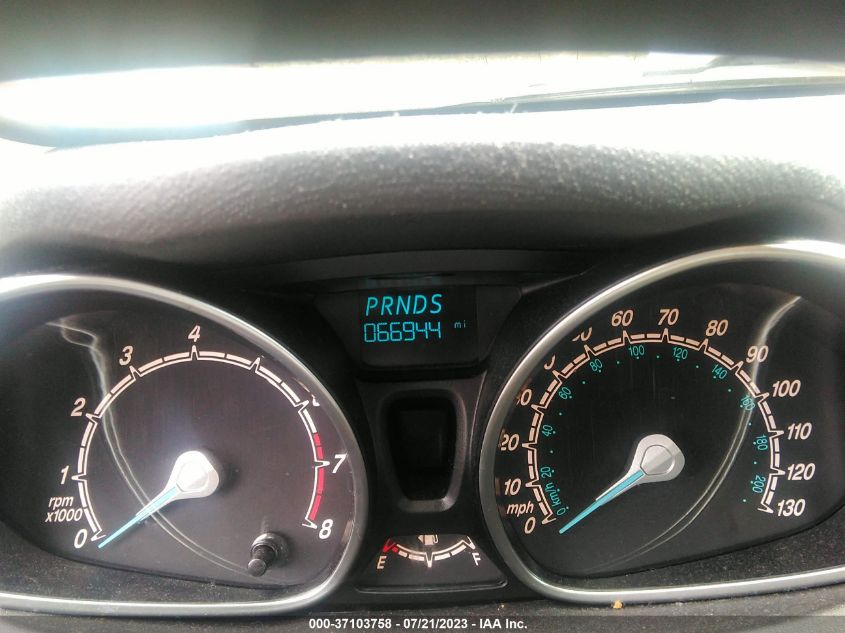 PRNDS
066944 mi
0 1 2 3 4 7 8
rpm
x1000
0 10 20 60 70 80 90 100 110 120 130
mph
0 20 40 60 80 100 120 140 160 180 200
km/h
E F
000-37103758 - 07/21/2023 - IAA Inc.